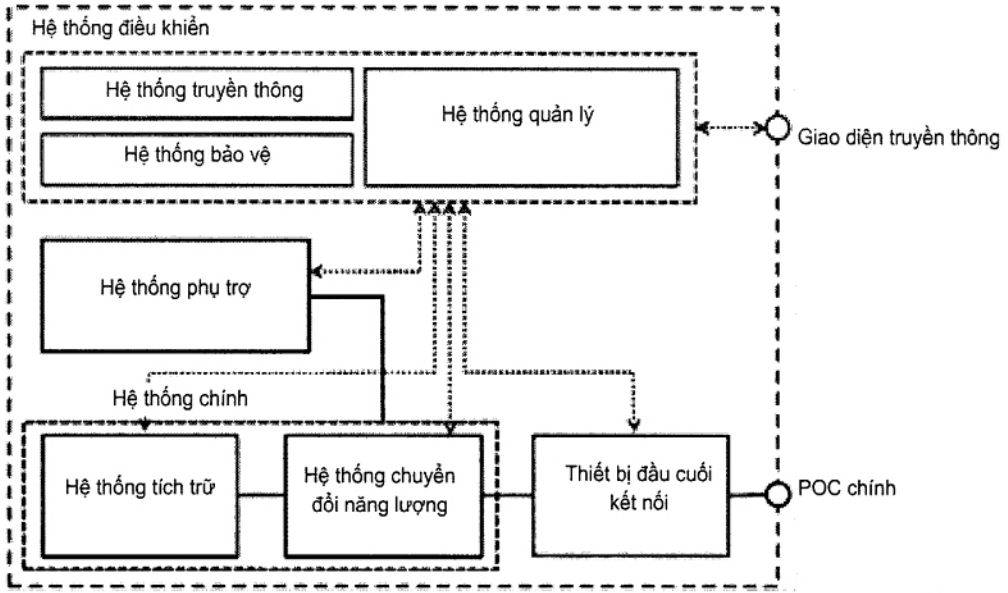 Hệ thống điều khiển
Hệ thống truyền thông
Hệ thống quản lý
Hệ thống bảo vệ
Giao diện truyền thông
Hệ thống phụ trợ
Hệ thống chính
Hệ thống tích trữ
Hệ thống chuyển
đổi năng lượng
Thiết bị đầu cuối
kết nối
POC chính